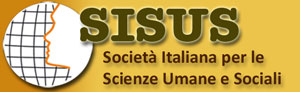 SISUS
Società Italiana per le
Scienze Umane e Sociali